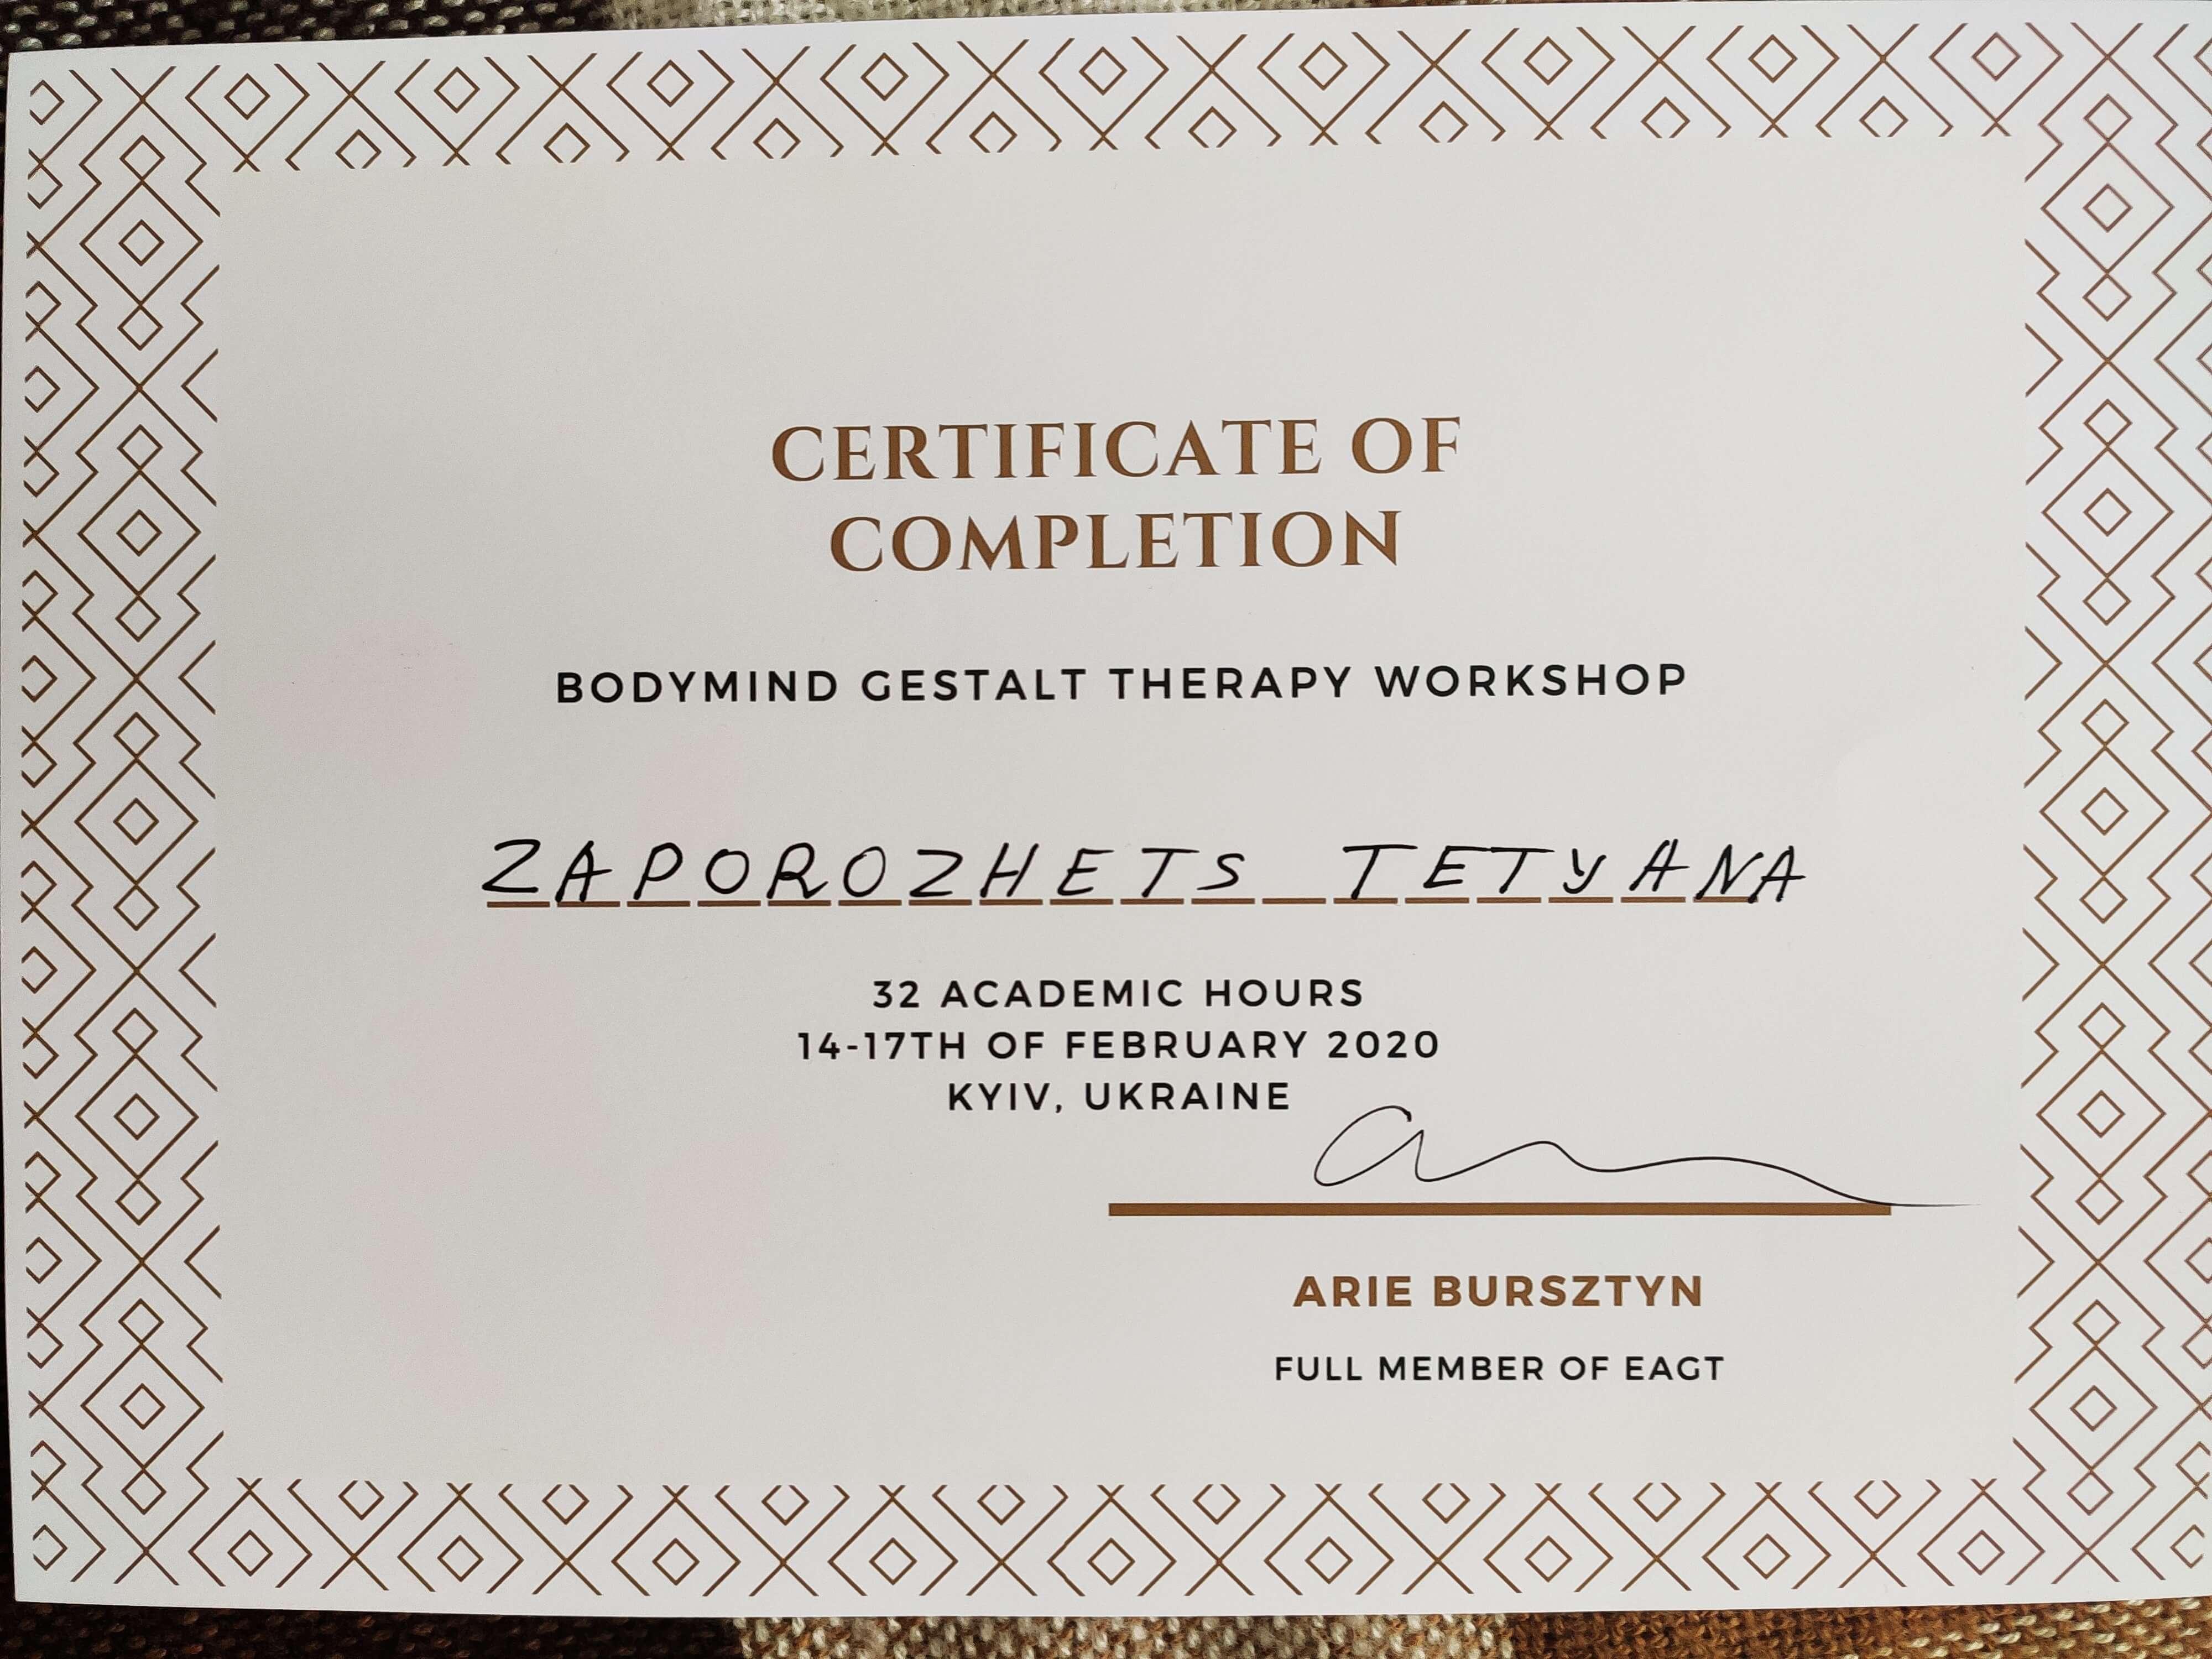 CERTIFICATE OF
COMPLETION
BODYMIND GESTALT THERAPY WORKSHOP
ZAPOROZHETS TETYANA
32 ACADEMIC HOURS
14-17TH OF FEBRUARY 2020
KYIV, UKRAINE
ARIE BURSZTYN
FULL MEMBER OF EAGT